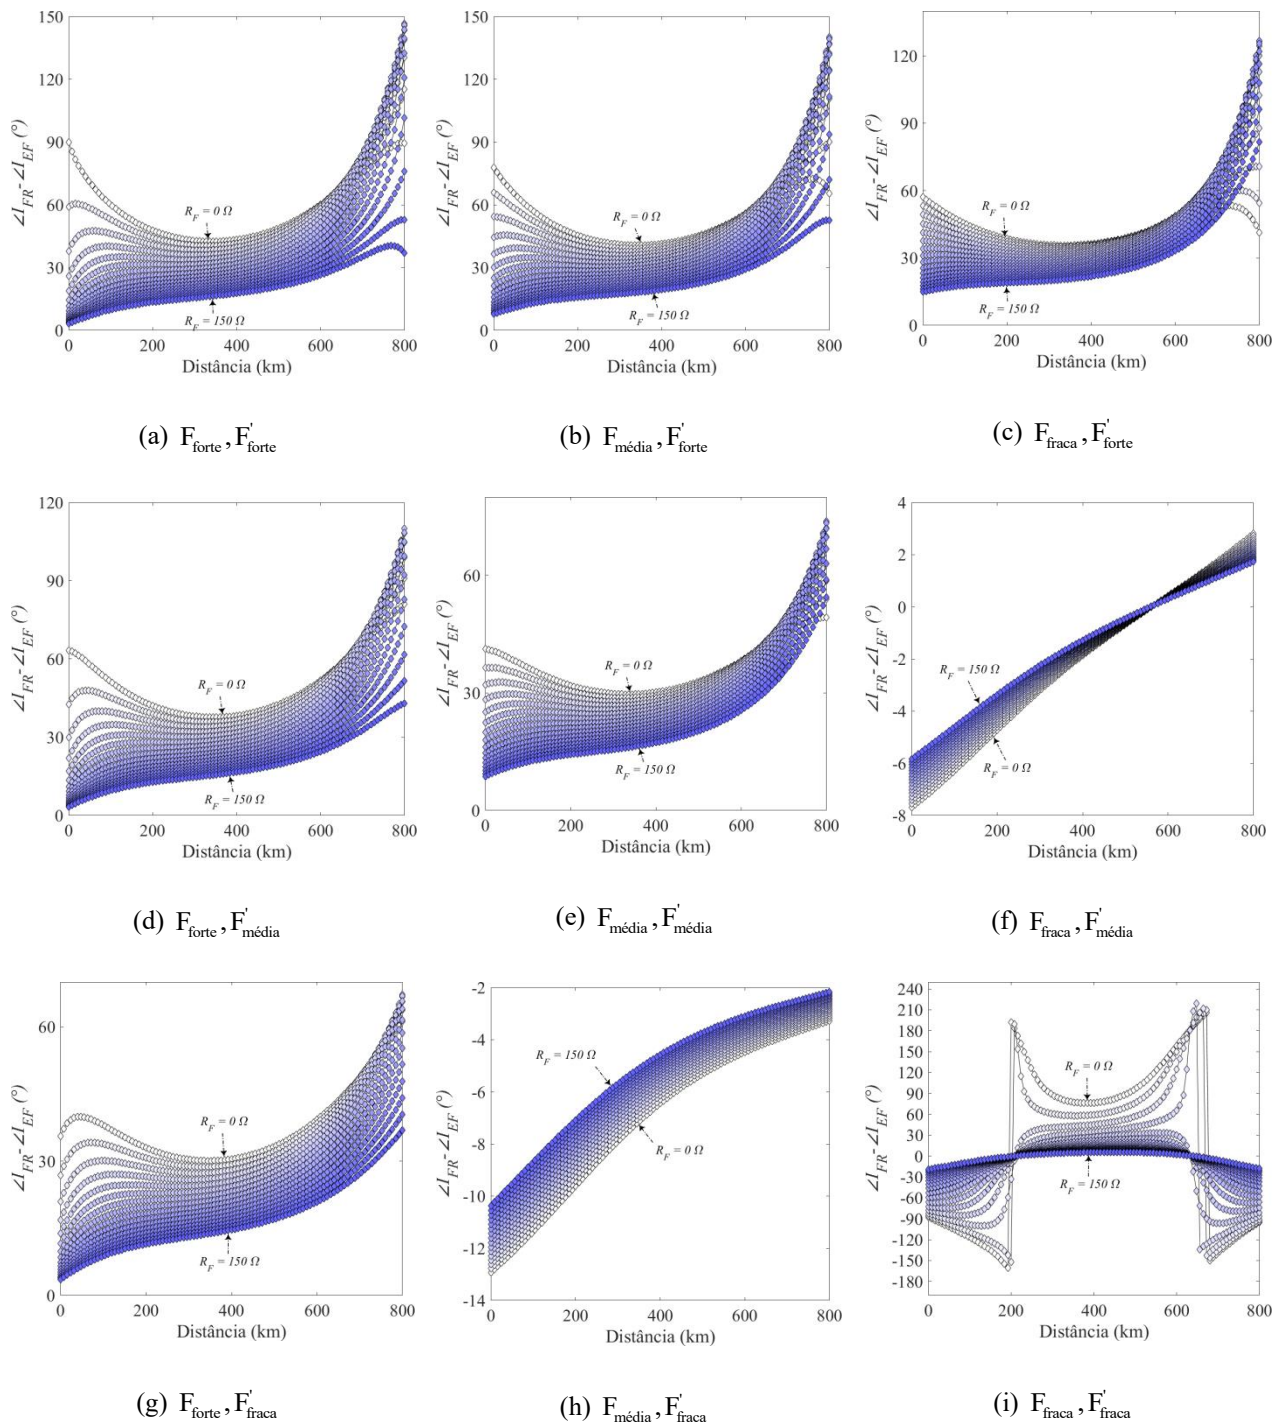 150
120
90
60
30
0
∠I_FR - ∠I_EF (°)
R_F = 0 Ω
R_F = 150 Ω
0 200 400 600 800
Distância (km)
(a) F_forte, F'_forte
150
120
90
60
30
0
∠I_FR - ∠I_EF (°)
R_F = 0 Ω
R_F = 150 Ω
0 200 400 600 800
Distância (km)
(b) F_média, F'_forte
120
90
60
30
0
∠I_FR - ∠I_EF (°)
R_F = 0 Ω
R_F = 150 Ω
0 200 400 600 800
Distância (km)
(c) F_fraca, F'_forte
120
90
60
30
0
∠I_FR - ∠I_EF (°)
R_F = 0 Ω
R_F = 150 Ω
0 200 400 600 800
Distância (km)
(d) F_forte, F'_média
60
30
0
∠I_FR - ∠I_EF (°)
R_F = 0 Ω
R_F = 150 Ω
0 200 400 600 800
Distância (km)
(e) F_média, F'_média
4
2
0
-2
-4
-6
-8
∠I_FR - ∠I_EF (°)
R_F = 150 Ω
R_F = 0 Ω
0 200 400 600 800
Distância (km)
(f) F_fraca, F'_média
60
30
0
∠I_FR - ∠I_EF (°)
R_F = 0 Ω
R_F = 150 Ω
0 200 400 600 800
Distância (km)
(g) F_forte, F'_fraca
-2
-4
-6
-8
-10
-12
-14
∠I_FR - ∠I_EF (°)
R_F = 150 Ω
R_F = 0 Ω
0 200 400 600 800
Distância (km)
(h) F_média, F'_fraca
240
210
180
150
120
90
60
30
0
-30
-60
-90
-120
-150
-180
∠I_FR - ∠I_EF (°)
R_F = 0 Ω
R_F = 150 Ω
0 200 400 600 800
Distância (km)
(i) F_fraca, F'_fraca